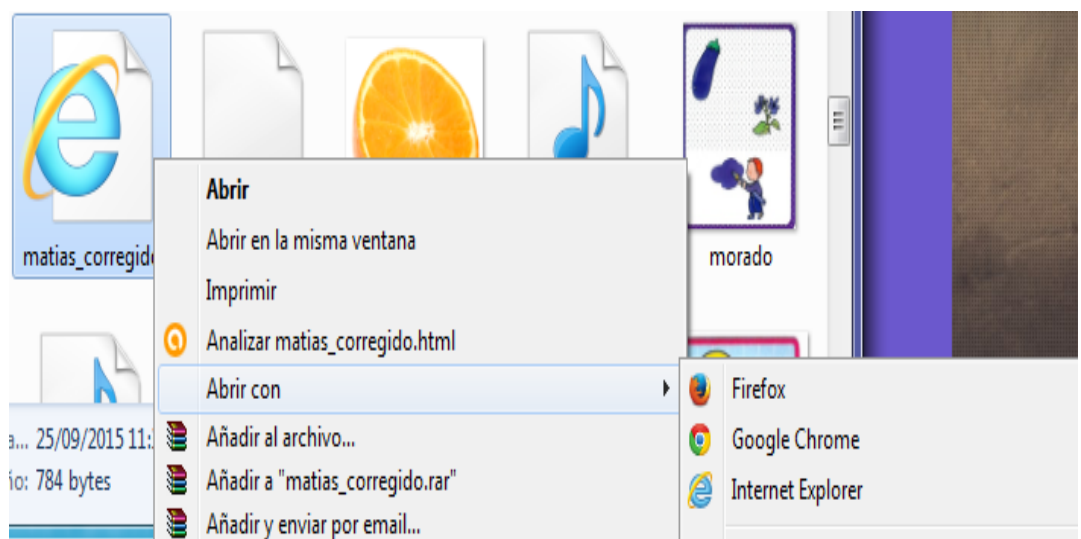 matias_corregido
morado
Abrir
Abrir en la misma ventana
Imprimir
Analizar matias_corregido.html
Abrir con
Añadir al archivo...
Añadir a "matias_corregido.rar"
Añadir y enviar por email...
Firefox
Google Chrome
Internet Explorer
a... 25/09/2015 11:
ño: 784 bytes